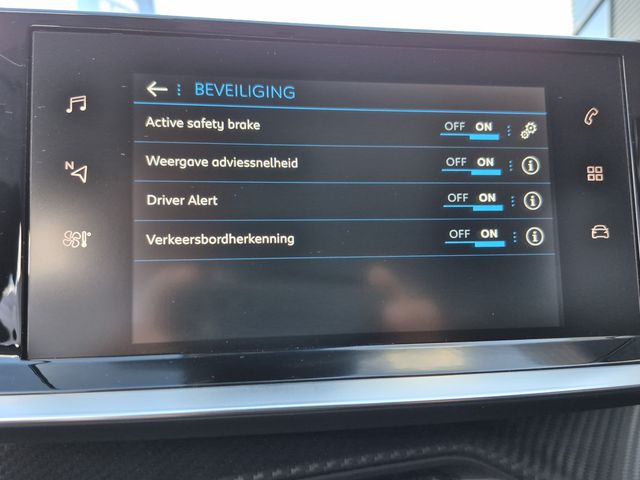 BEVEILIGING
Active safety brake OFF ON
Weergave adviessnelheid OFF ON
Driver Alert OFF ON
Verkeersbordherkenning OFF ON
N